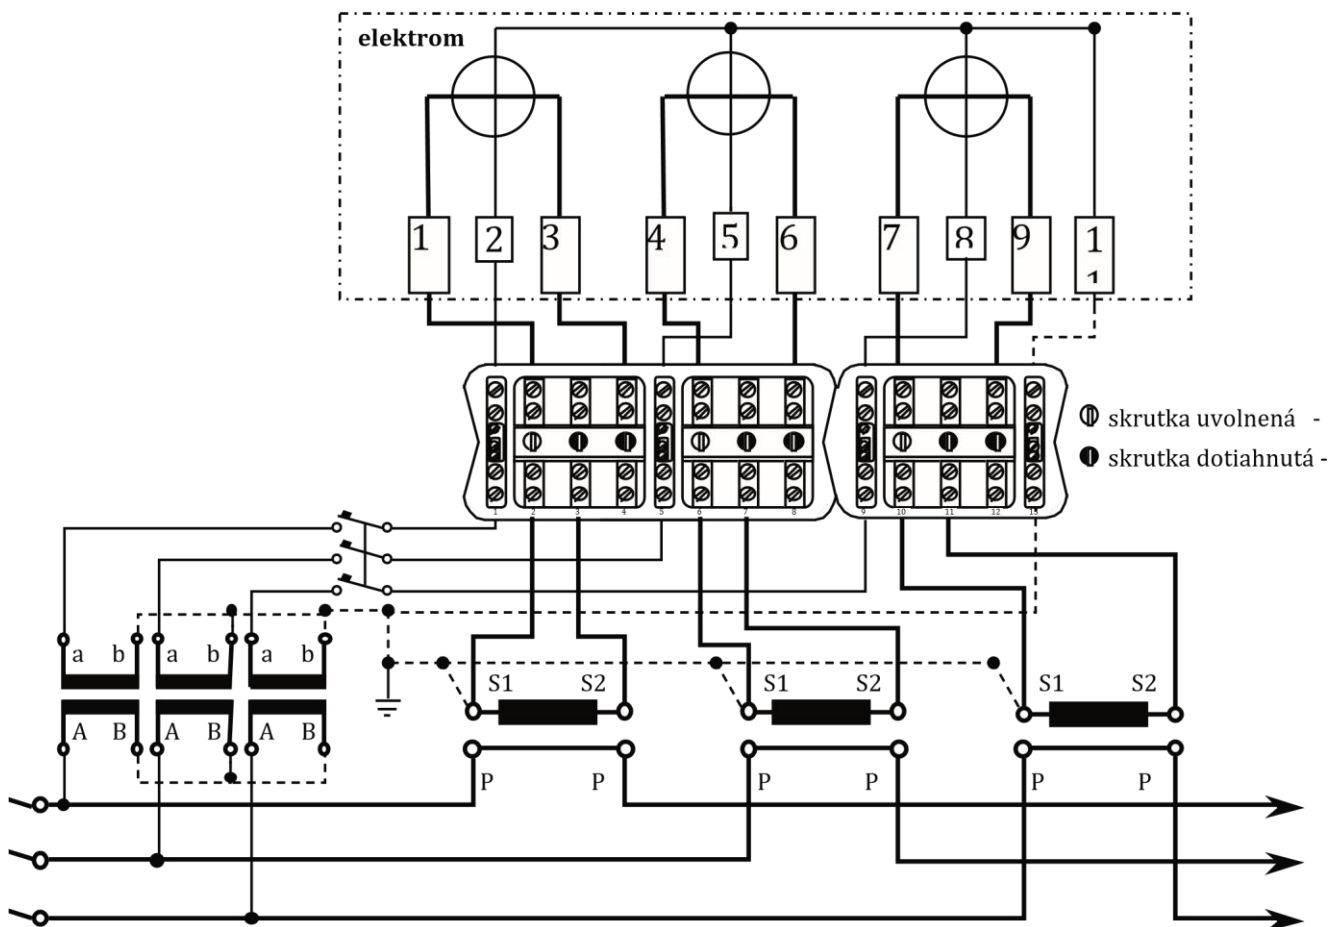 elektrom
1 2 3 4 5 6 7 8 9 1
1
skrutka uvolnená -
skrutka dotiahnutá -
1 2 3 4 5 6 7 8 9 10 11 12 13
a b a b a b
S1 S2 S1 S2 S1 S2
A B A B A B
P P P P P P